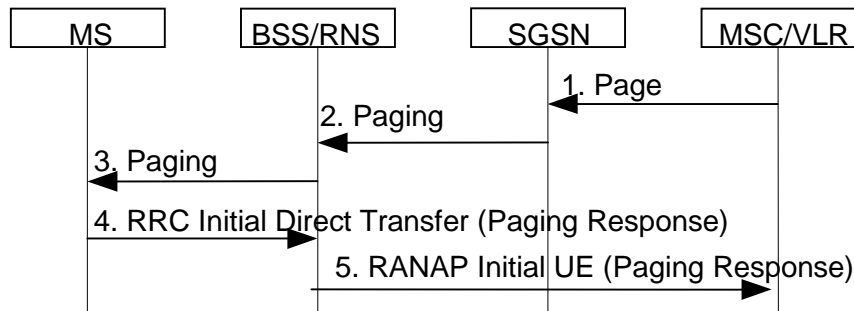 MS
BSS/RNS
SGSN
MSC/VLR
1. Page
2. Paging
3. Paging
4. RRC Initial Direct Transfer (Paging Response)
5. RANAP Initial UE (Paging Response)